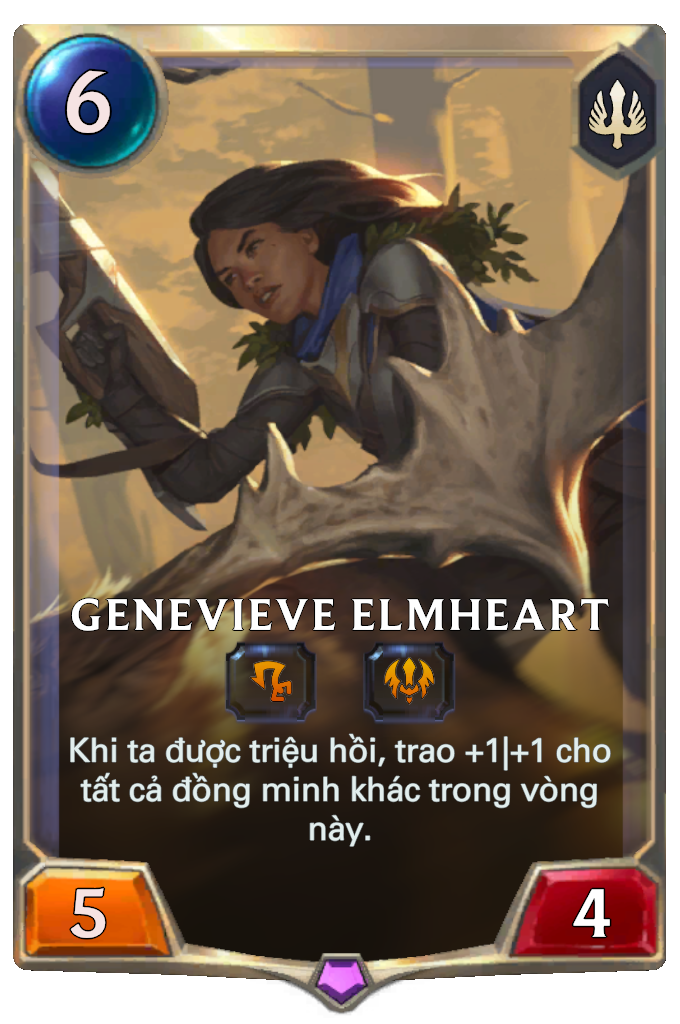 6
GENEVIEVE ELMHEART
Khi ta được triệu hồi, trao +1|+1 cho
tất cả đồng minh khác trong vòng
này.
5
4